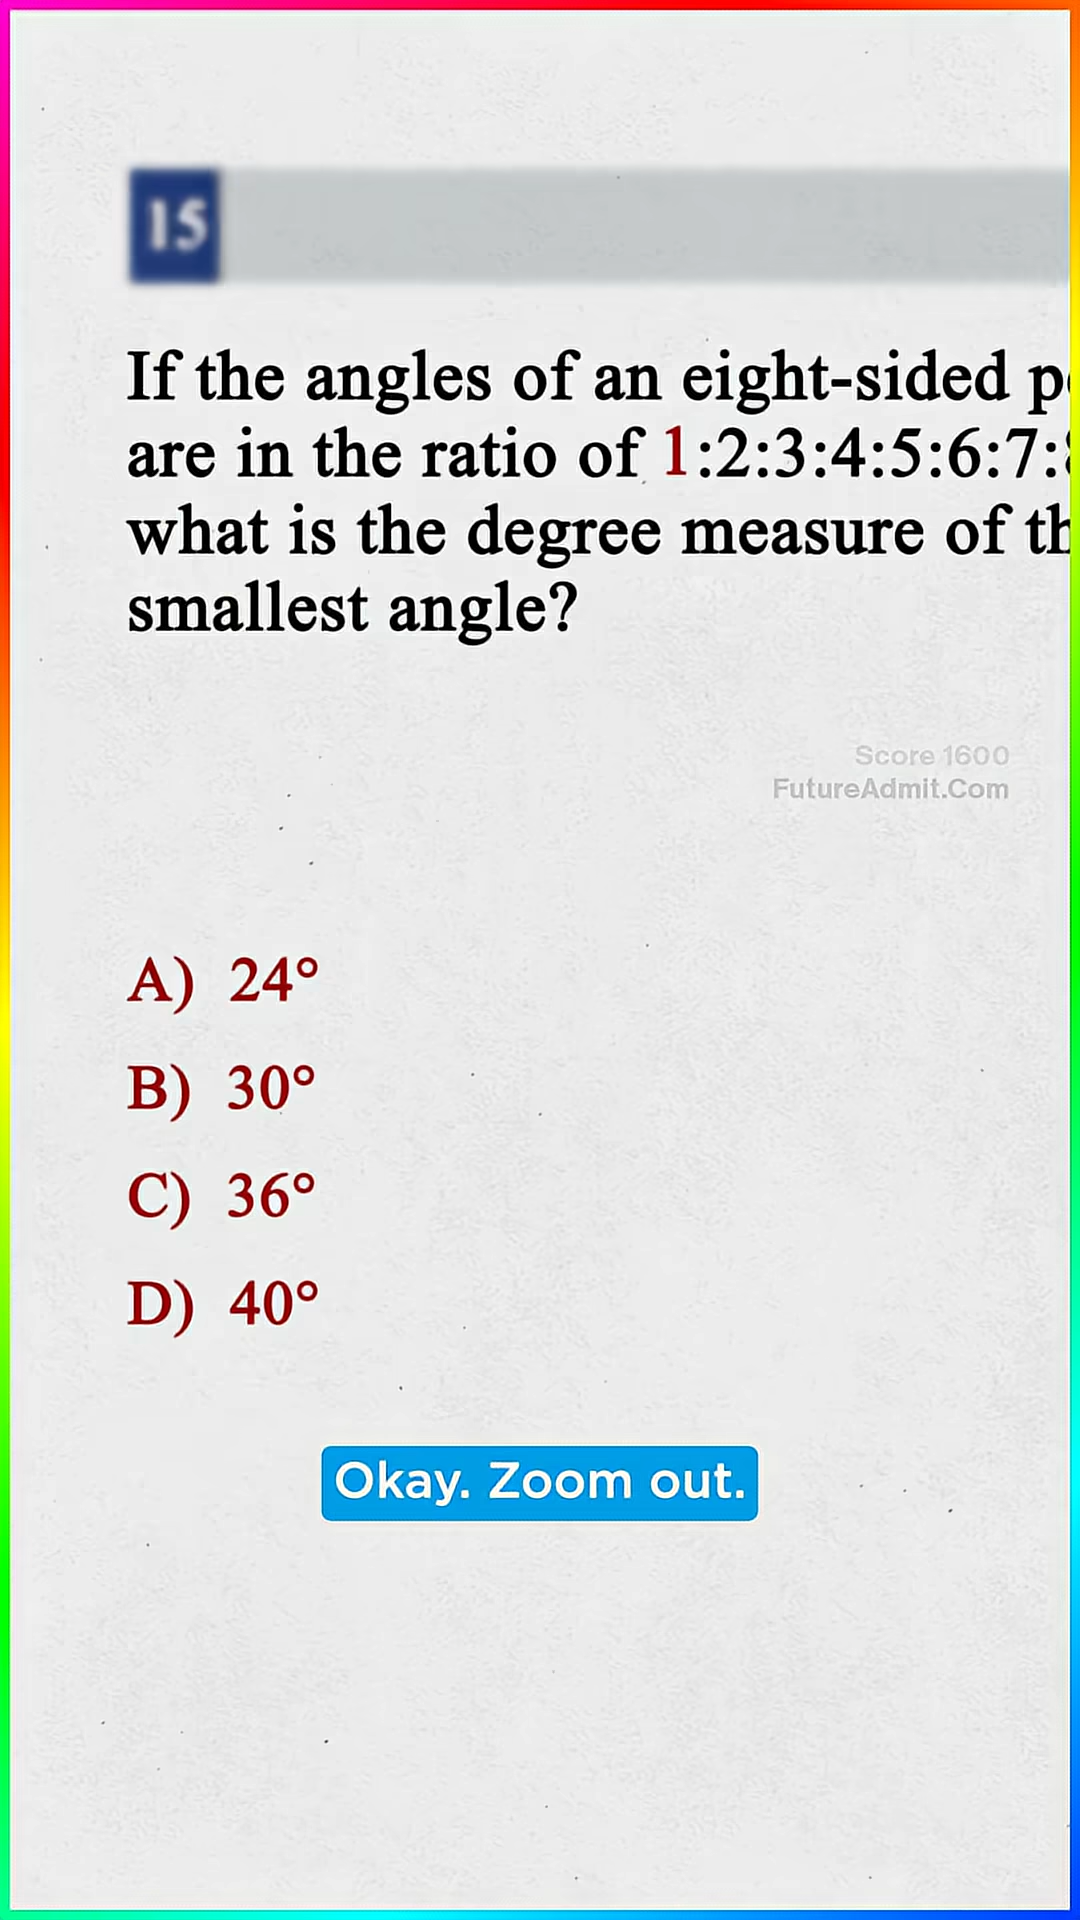 15
If the angles of an eight-sided
are in the ratio of 1:2:3:4:5:6:7:
what is the degree measure of
smallest angle?
Score 1600
FutureAdmit.Com
A) 24°
B) 30°
C) 36°
D) 40°
Okay. Zoom out.